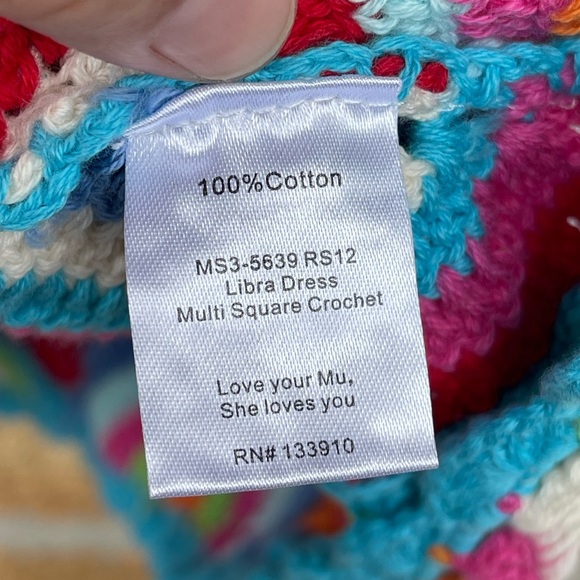 100%Cotton
MS3-5639 RS12
Libra Dress
Multi Square Crochet
Love your Mu,
She loves you
RN# 133910